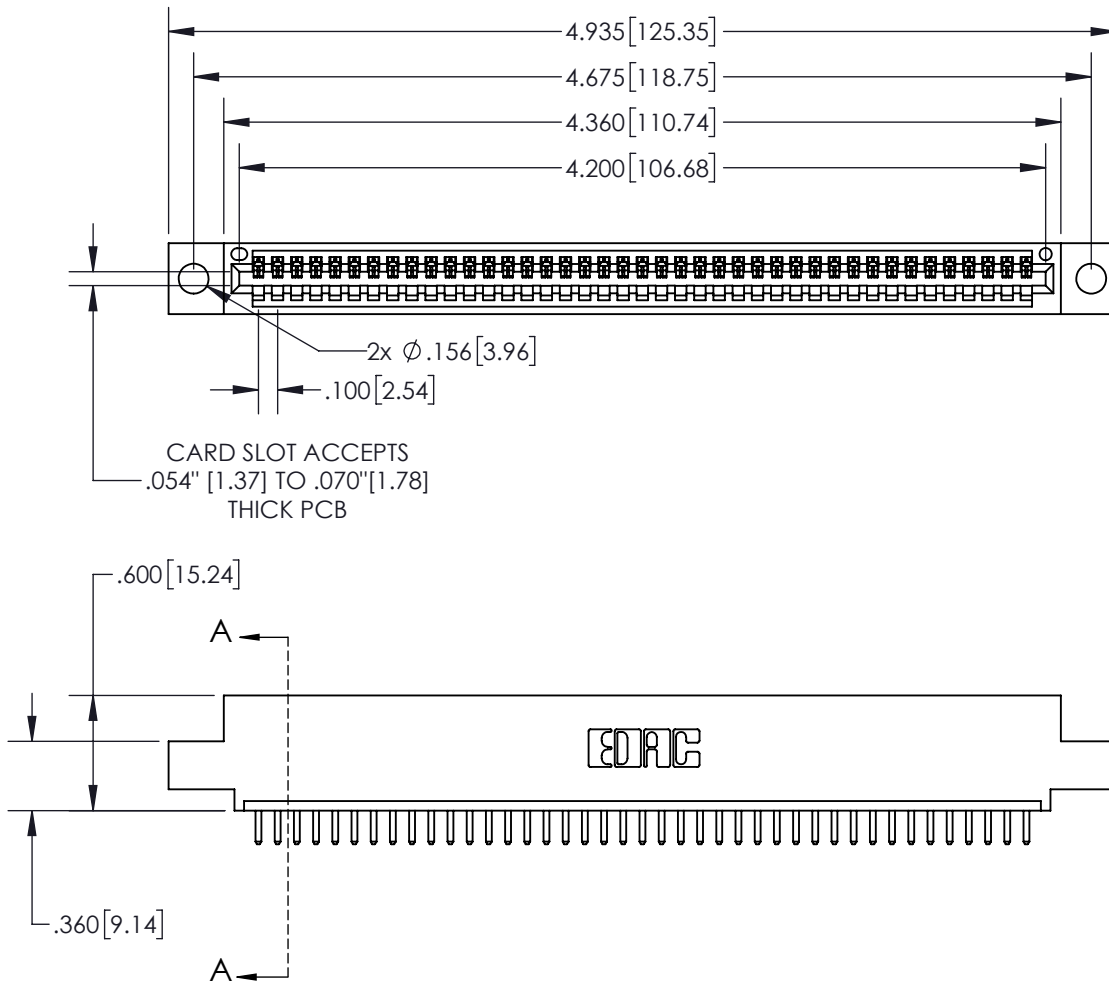 4.935[125.35]
4.675[118.75]
4.360[110.74]
4.200[106.68]
2x Ø.156[3.96]
.100[2.54]
CARD SLOT ACCEPTS
.054" [1.37] TO .070"[1.78]
THICK PCB
.600[15.24]
A
EDAC
.360[9.14]
A